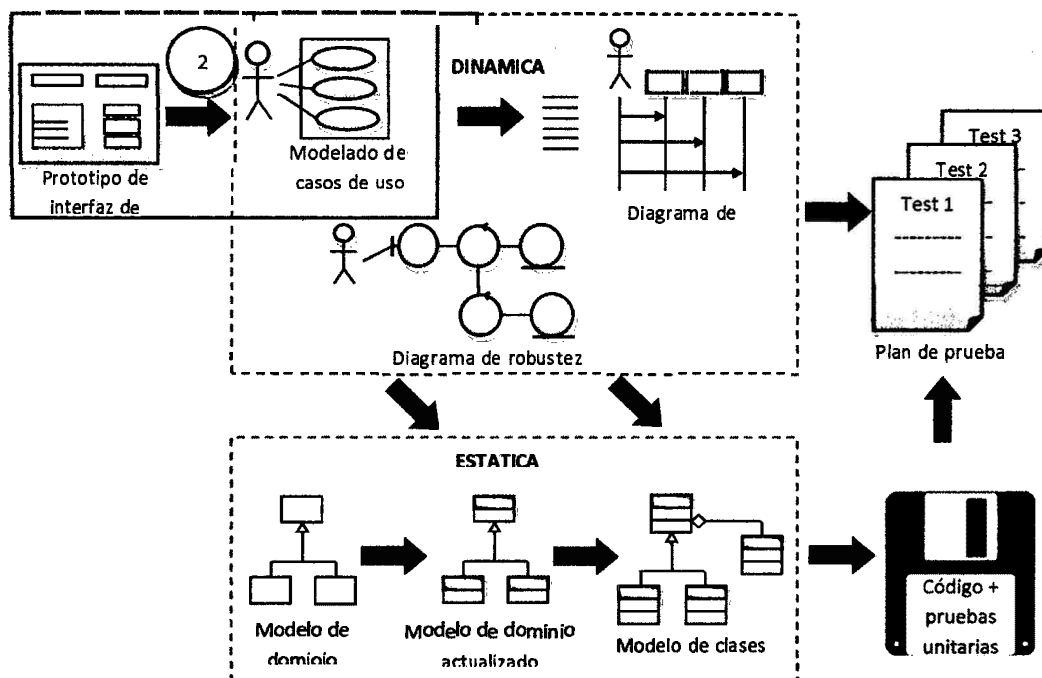 2
DINAMICA
Prototipo de
interfaz de
Modelado de
casos de uso
Diagrama de
Diagrama de robustez
Test 3
Test 2
Test 1
Plan de prueba
ESTATICA
Modelo de
dominio
Modelo de dominio
actualizado
Modelo de clases
Código +
pruebas
unitarias